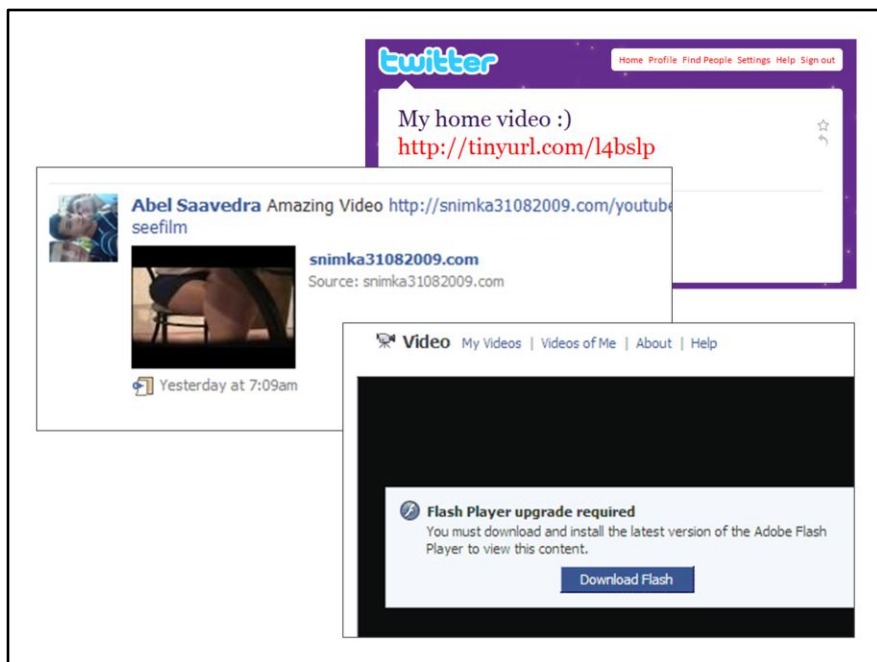 twitter
Home Profile Find People Settings Help Sign out
My home video :)
http://tinyurl.com/l4bslp
Abel Saavedra Amazing Video http://snimka31082009.com/youtube
seefilm
snimka31082009.com
Source: snimka31082009.com
Yesterday at 7:09am
Video My Videos | Videos of Me | About | Help
Flash Player upgrade required
You must download and install the latest version of the Adobe Flash
Player to view this content.
Download Flash